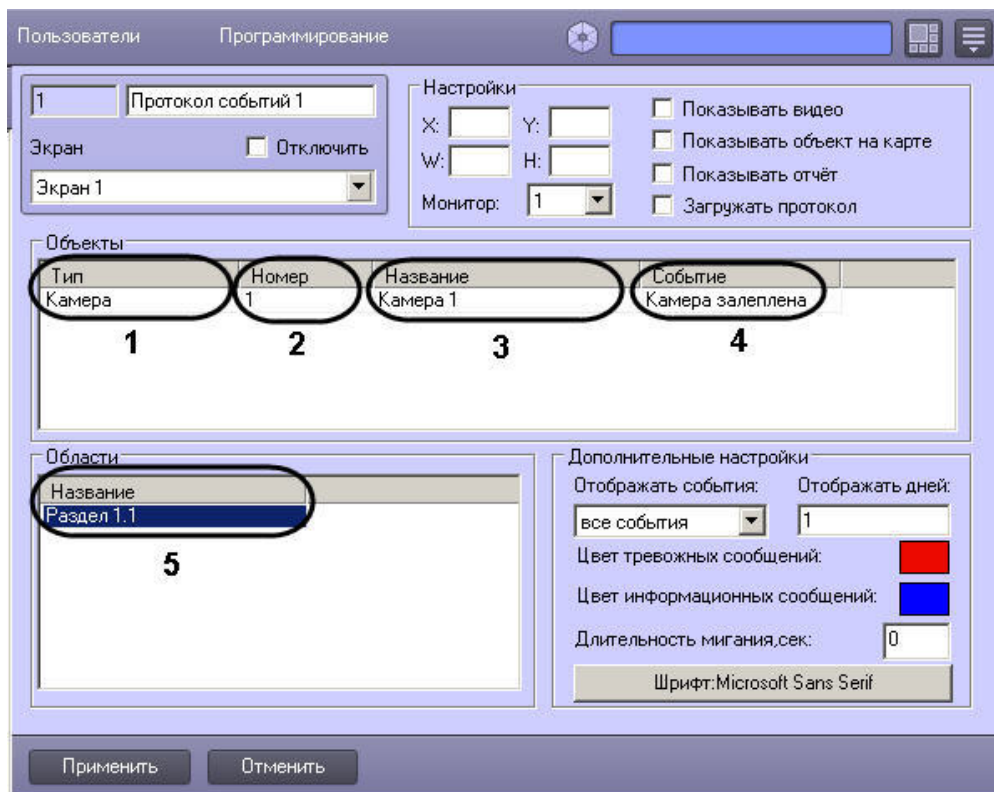 Пользователи Программирование
1 Протокол событий 1
Экран Отключить
Экран 1
Настройки
X: Y:
W: H:
Монитор: 1
Показывать видео
Показывать объект на карте
Показывать отчёт
Загружать протокол
Объекты
Тип Номер Название Событие
Камера 1 Камера 1 Камера залеплена
1 2 3 4
Области
Название
Раздел 1.1
5
Дополнительные настройки
Отображать события: Отображать дней:
все события 1
Цвет тревожных сообщений:
Цвет информационных сообщений:
Длительность мигания,сек: 0
Шрифт:Microsoft Sans Serif
Применить Отменить